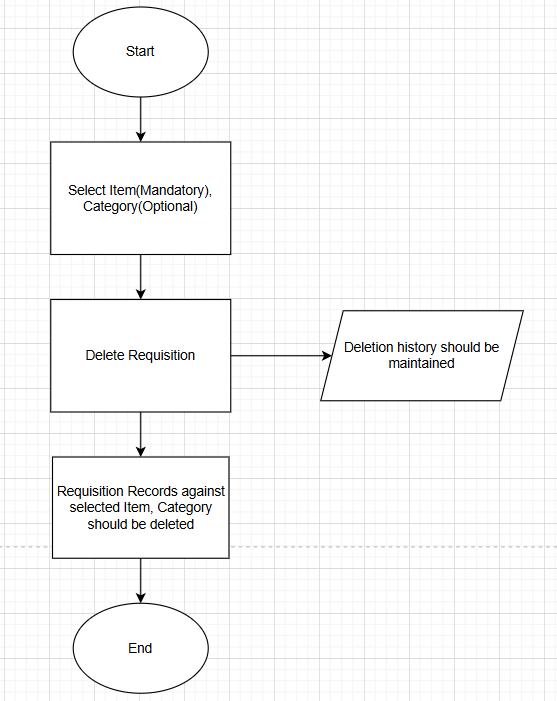 Start
Select Item(Mandatory),
Category(Optional)
Delete Requisition
Deletion history should be
maintained
Requisition Records against
selected Item, Category
should be deleted
End